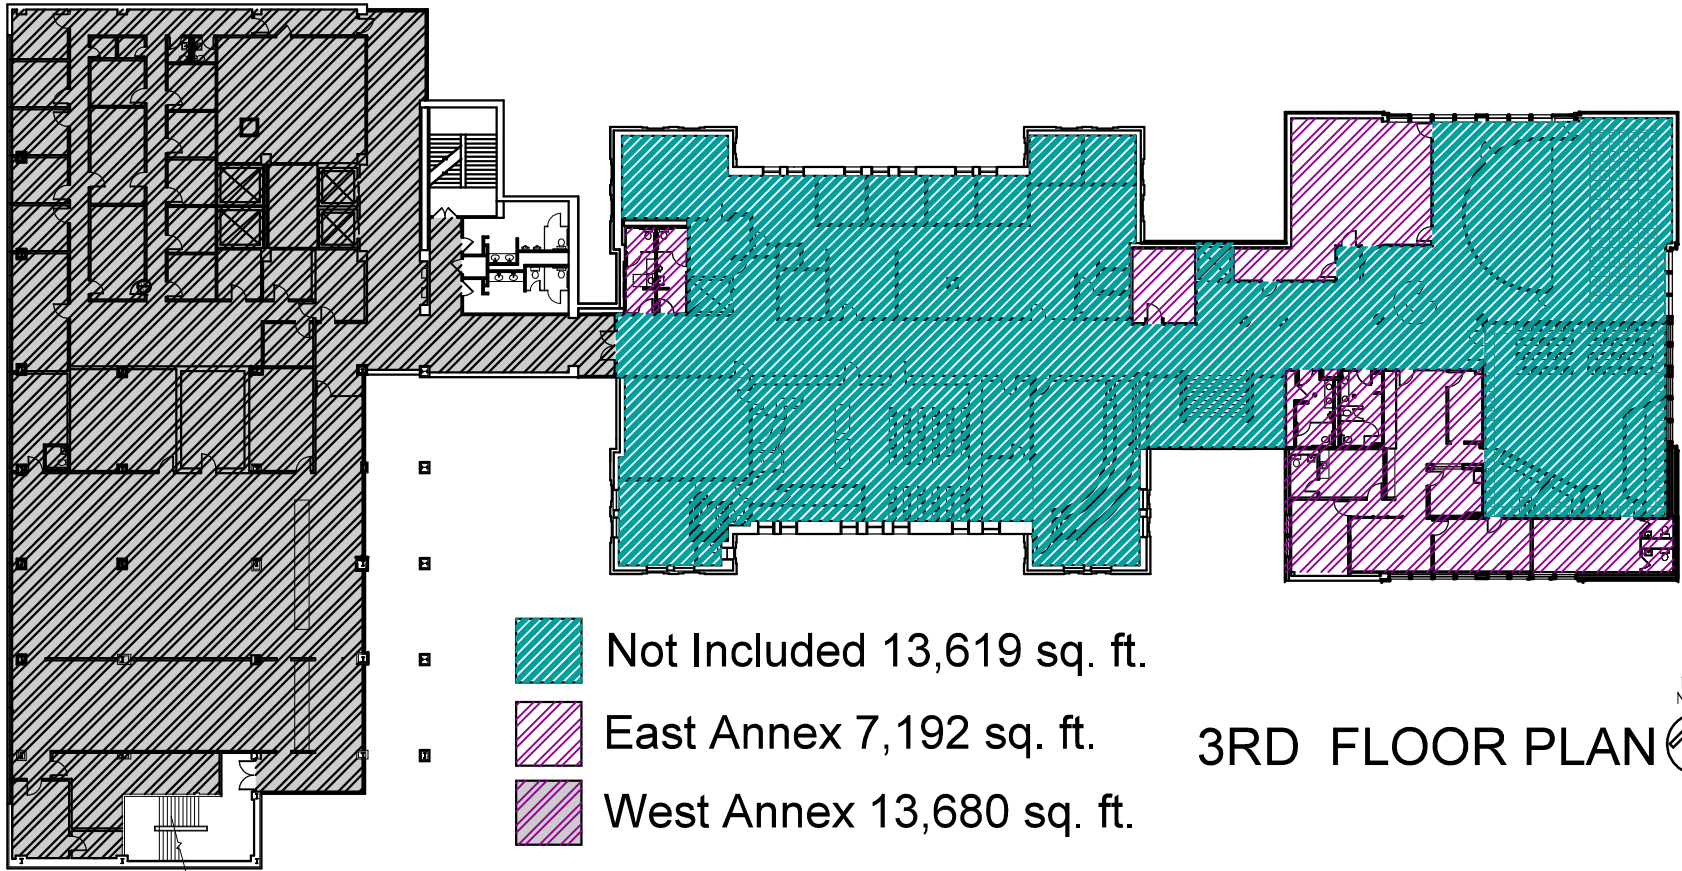 Not Included 13,619 sq. ft.
East Annex 7,192 sq. ft.
3RD FLOOR PLAN
West Annex 13,680 sq. ft.